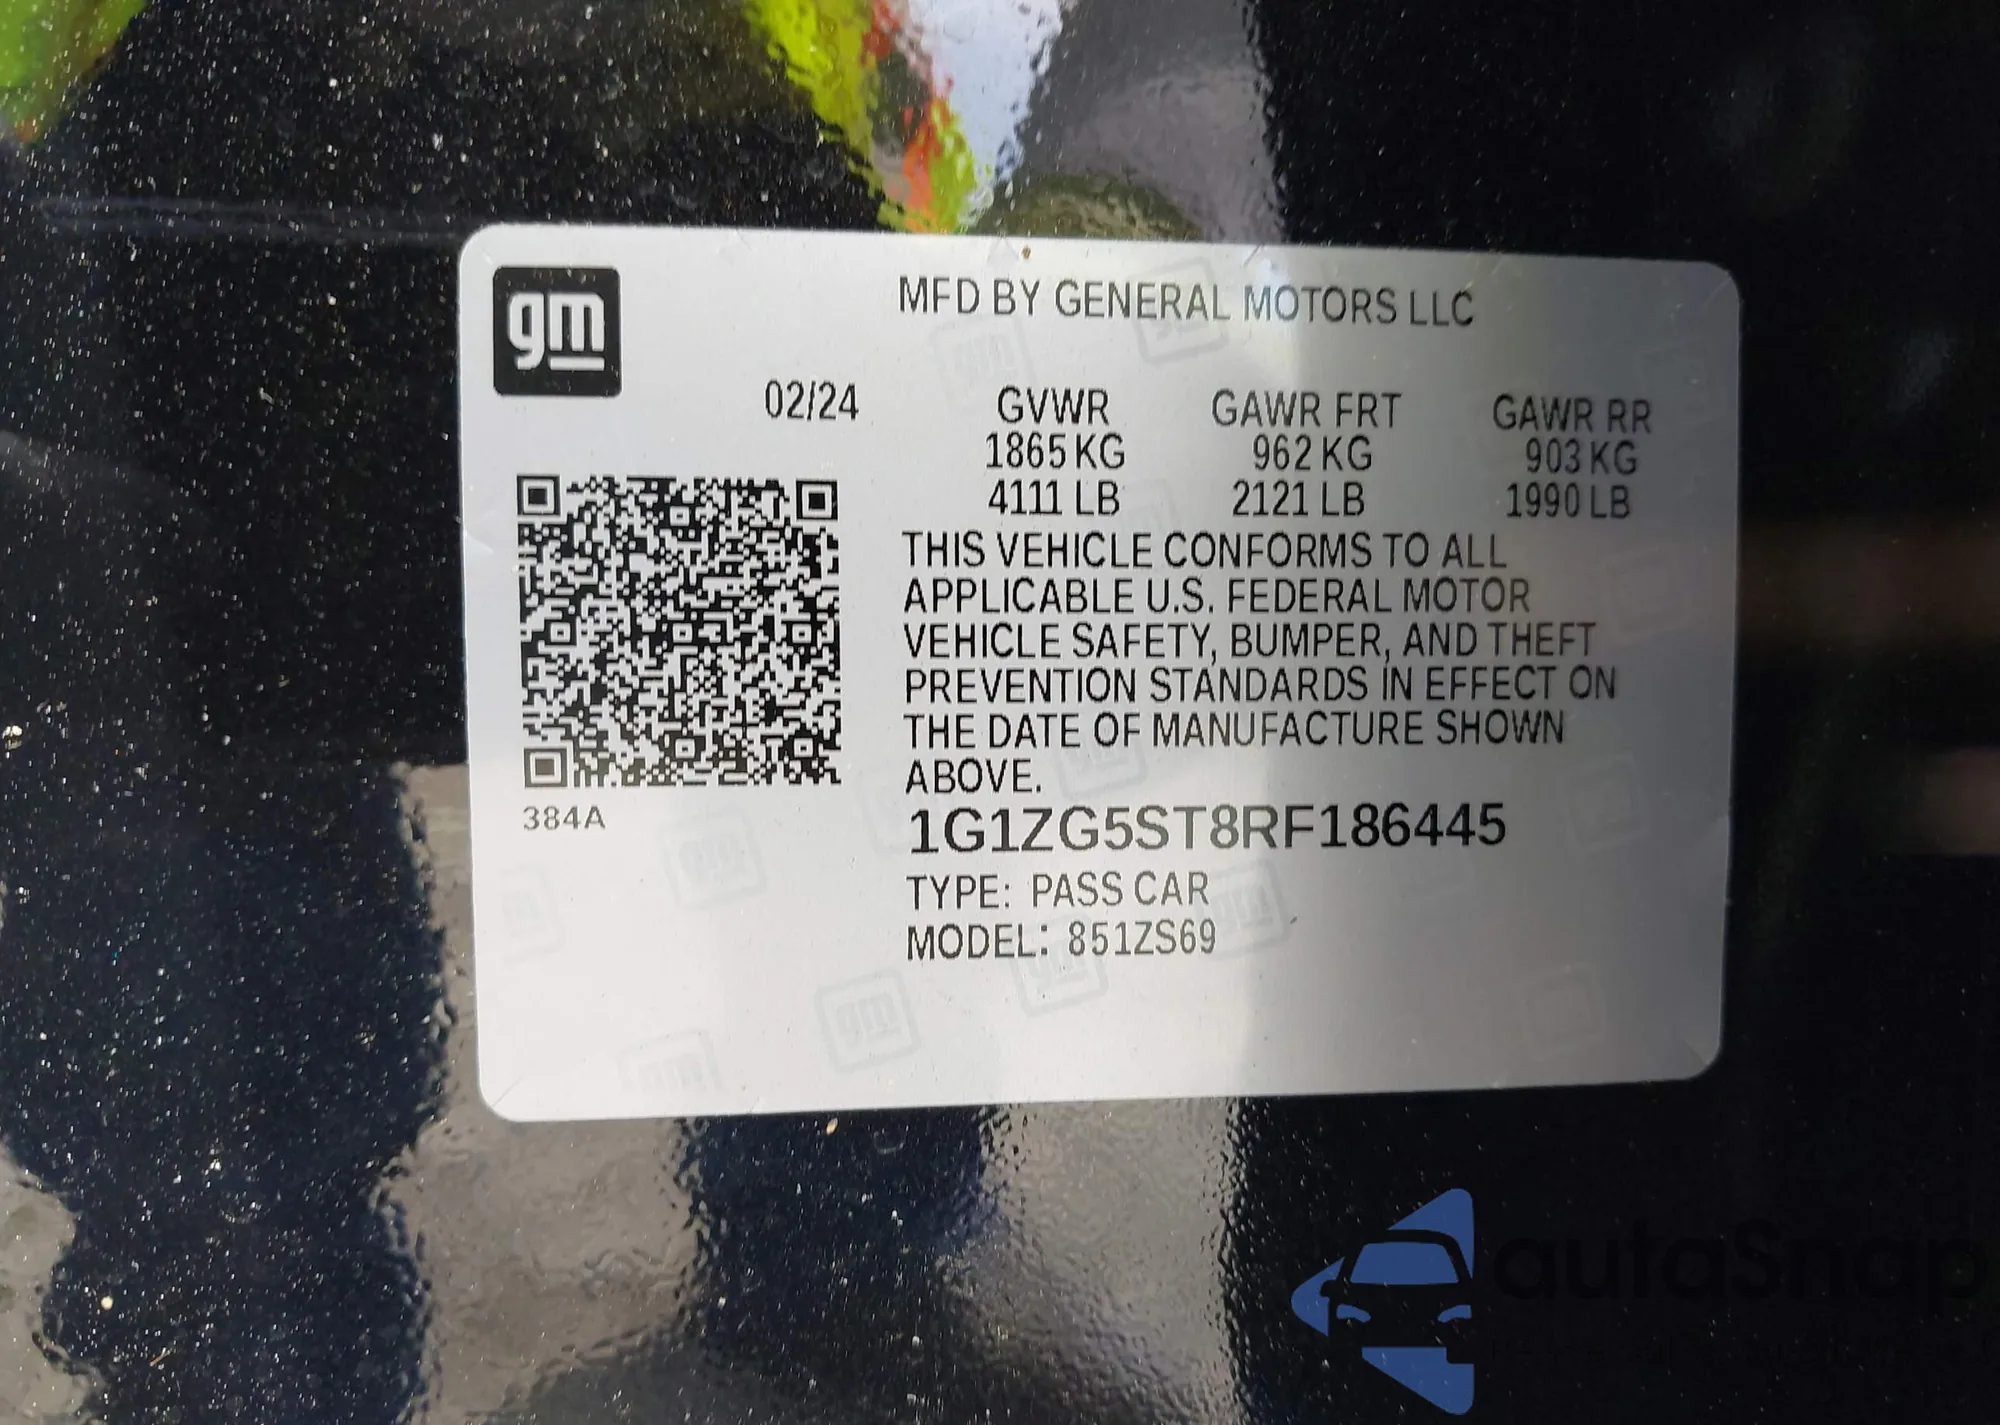 gm
MFD BY GENERAL MOTORS LLC
02/24
GVWR GAWR FRT GAWR RR
1865 KG 962 KG 903 KG
4111 LB 2121 LB 1990 LB
THIS VEHICLE CONFORMS TO ALL
APPLICABLE U.S. FEDERAL MOTOR
VEHICLE SAFETY, BUMPER, AND THEFT
PREVENTION STANDARDS IN EFFECT ON
THE DATE OF MANUFACTURE SHOWN
ABOVE.
384A
1G1ZG5ST8RF186445
TYPE: PASS CAR
MODEL: 851ZS69
autaSnap